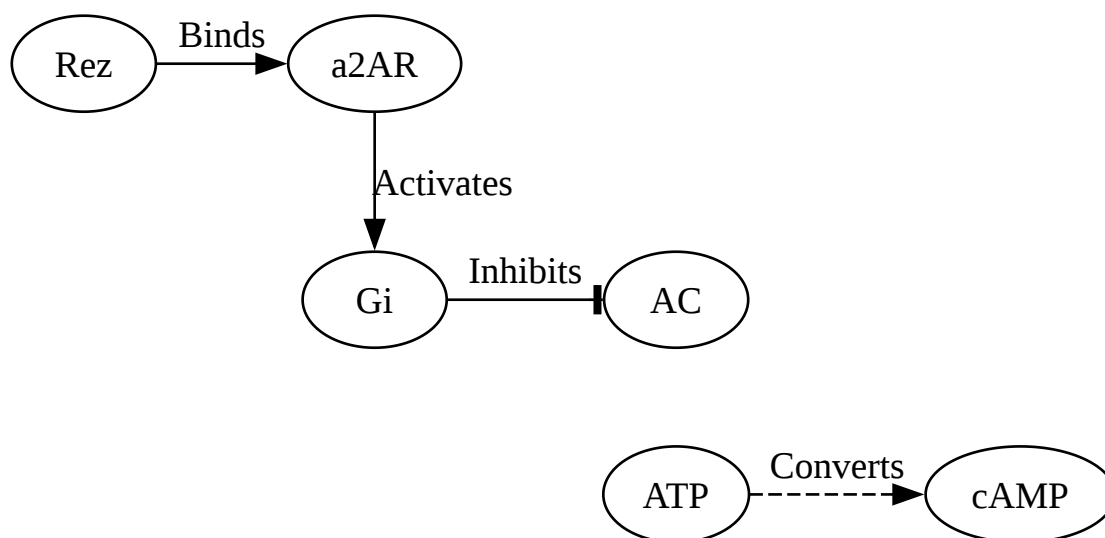 Rez
Binds
a2AR
Activates
Gi
Inhibits
AC
ATP
Converts
cAMP